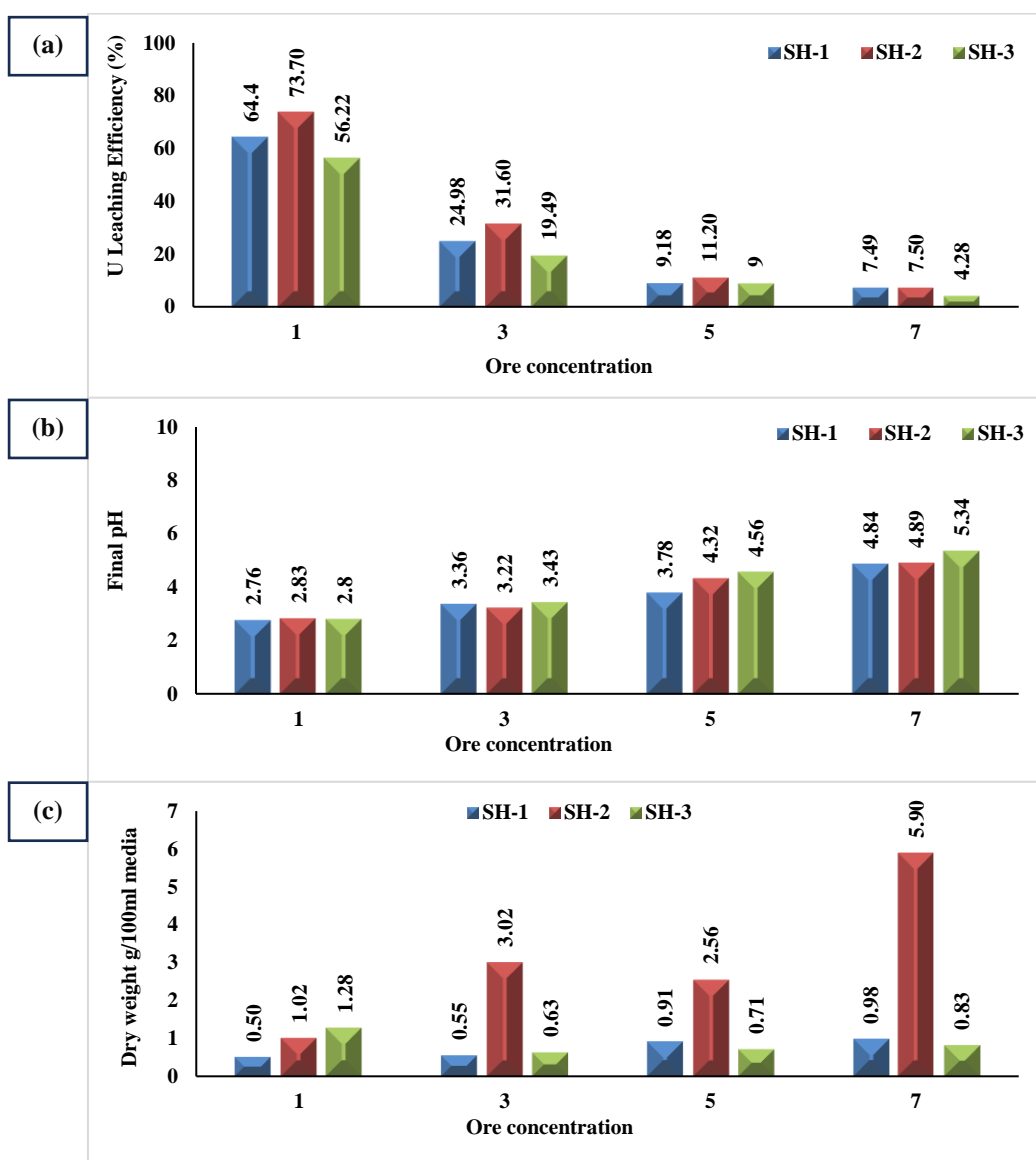 (a)
U Leaching Efficiency (%)
100
80
60
40
20
0
SH-1 SH-2 SH-3
64.4 73.70 56.22
24.98 31.60 19.49
9.18 11.20 9
7.49 7.50 4.28
1 3 5 7
Ore concentration
(b)
Final pH
10
8
6
4
2
0
SH-1 SH-2 SH-3
2.76 2.83 2.8
3.36 3.22 3.43
3.78 4.32 4.56
4.84 4.89 5.34
1 3 5 7
Ore concentration
(c)
Dry weight g/100ml media
7
6
5
4
3
2
1
0
SH-1 SH-2 SH-3
0.50 1.02 1.28
0.55 3.02 0.63
0.91 2.56 0.71
0.98 5.90 0.83
1 3 5 7
Ore concentration